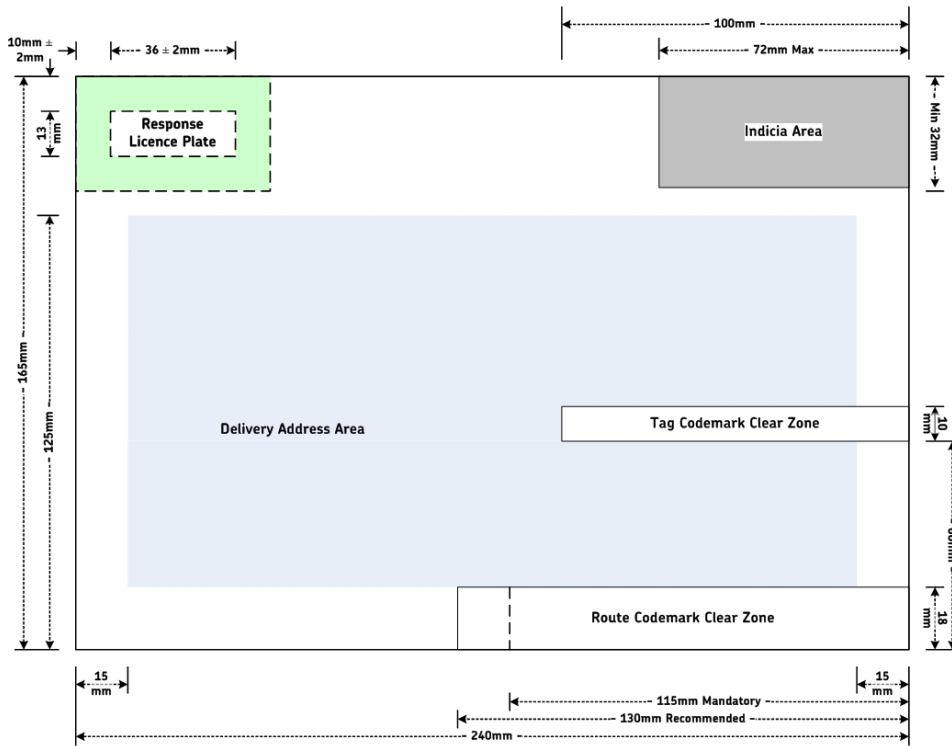 100mm
10mm ±
2mm
36 ± 2mm
72mm Max
13
mm
Response
Licence Plate
Indicia Area
Min 32mm
165mm
125mm
Delivery Address Area
Tag Codemark Clear Zone
10
mm
Route Codemark Clear Zone
18
mm
15
mm
15
mm
115mm Mandatory
130mm Recommended
240mm